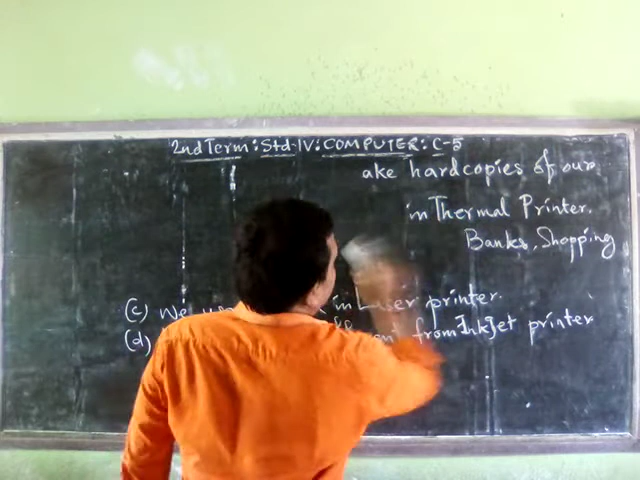 2nd Term: Std-IV: COMPUTER: C-5
ake hardcopies of our
in Thermal Printer.
Banks, Shopping
(c) We in Laser printer.
(d) from InkJet printer